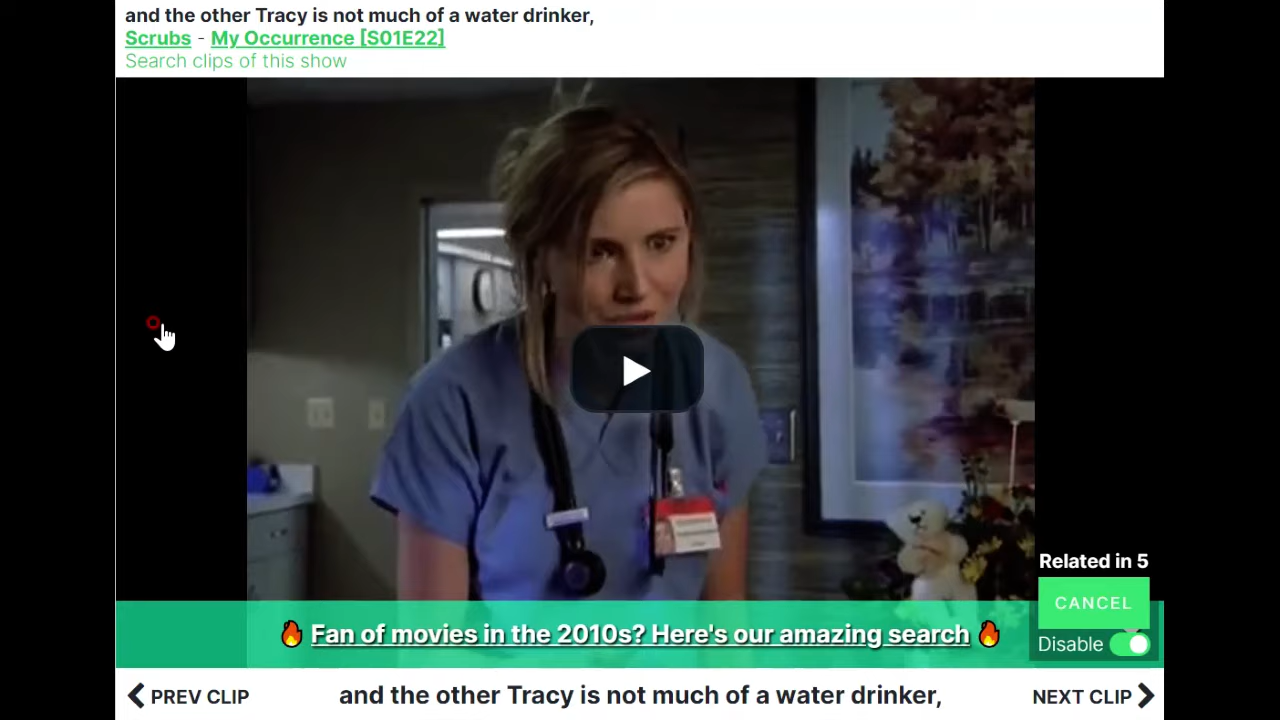 and the other Tracy is not much of a water drinker,
Scrubs - My Occurrence [S01E22]
Search clips of this show
Related in 5
CANCEL
🔥 Fan of movies in the 2010s? Here's our amazing search 🔥
Disable
PREV CLIP
and the other Tracy is not much of a water drinker,
NEXT CLIP